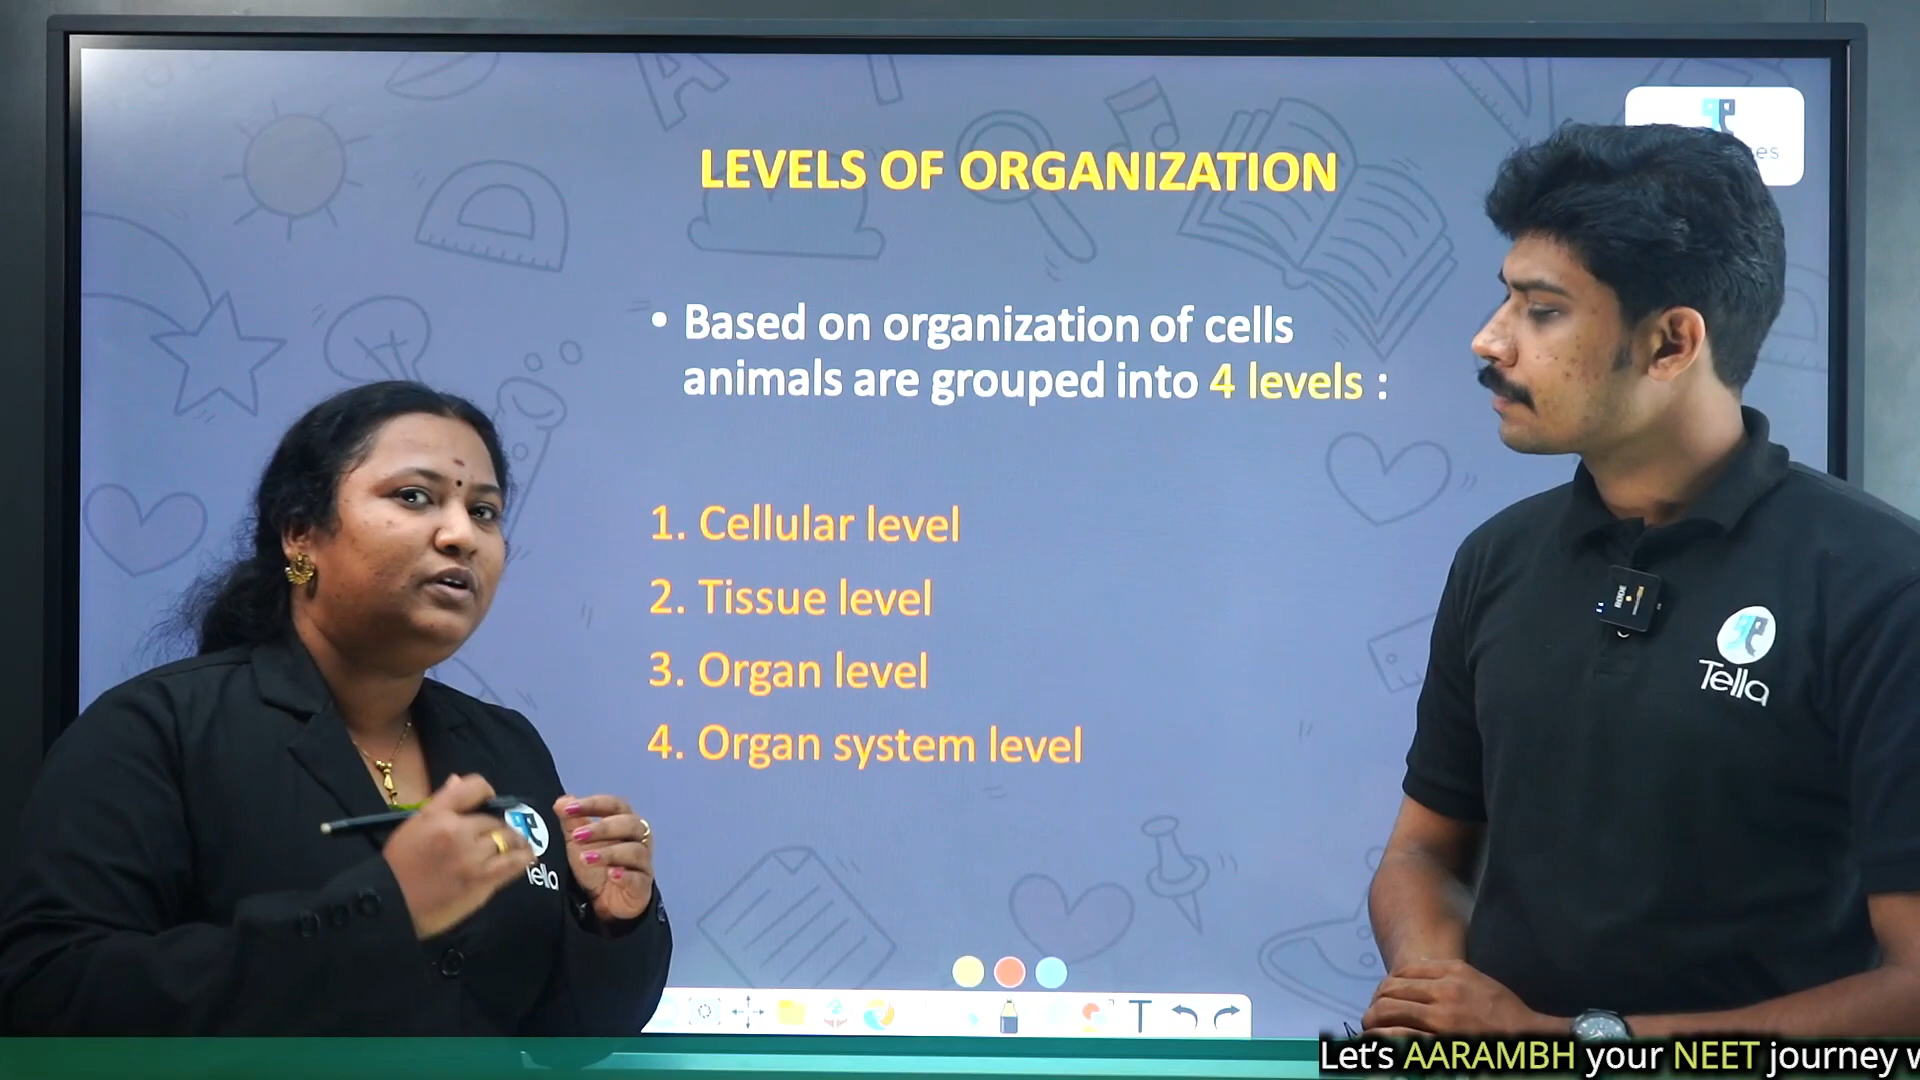 LEVELS OF ORGANIZATION
• Based on organization of cells
animals are grouped into 4 levels :
1. Cellular level
2. Tissue level
3. Organ level
4. Organ system level
RODE
Tella
Tella
T
Let's AARAMBH your NEET journey